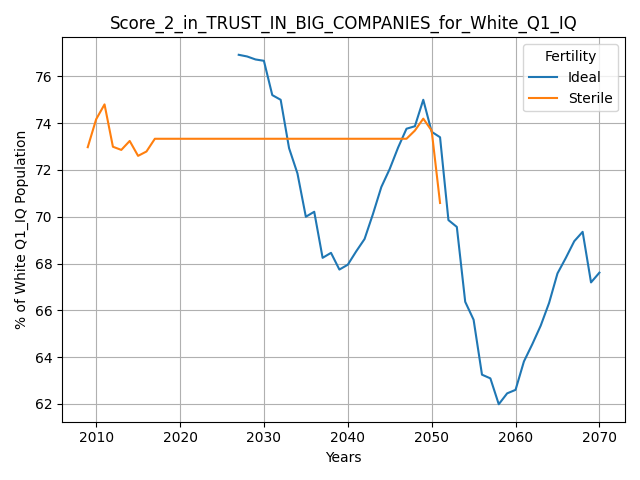 Score_2_in_TRUST_IN_BIG_COMPANIES_for_White_Q1_IQ
Fertility
Ideal
Sterile
% of White Q1_IQ Population
76
74
72
70
68
66
64
62
2010
2020
2030
2040
2050
2060
2070
Years